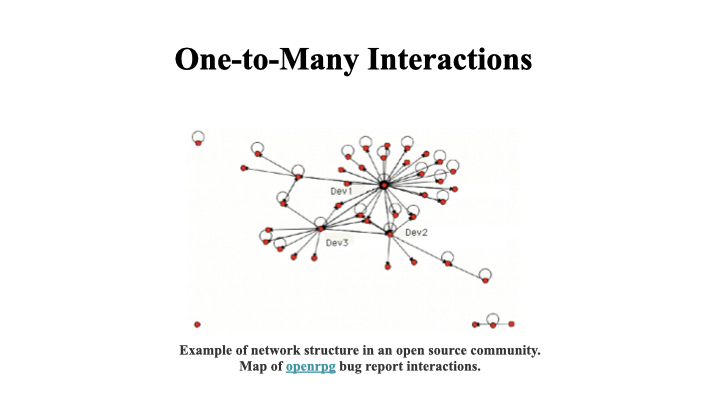 One-to-Many Interactions
Dev1
Dev2
Dev3
Example of network structure in an open source community.
Map of openrpg bug report interactions.